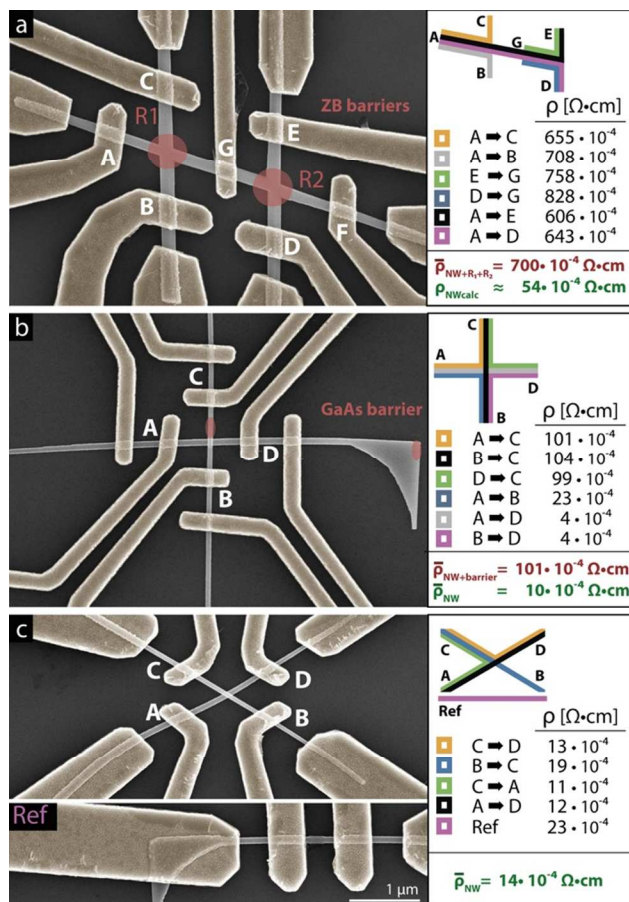 a
C
R1
ZB barriers
E
G
A
R2
B
F
D
C
E
A
G
B
D
ρ [Ω•cm]
A ➡ C 655•10⁻⁴
A ➡ B 708•10⁻⁴
E ➡ G 758•10⁻⁴
D ➡ G 828•10⁻⁴
A ➡ E 606•10⁻⁴
A ➡ D 643•10⁻⁴
ρ̅NW+R₁+R₂ = 700• 10⁻⁴ Ω•cm
ρNWcalc ≈ 54•10⁻⁴ Ω•cm
b
C
GaAs barrier
A
D
B
C
A
D
B
ρ [Ω•cm]
A ➡ C 101•10⁻⁴
B ➡ C 104•10⁻⁴
D ➡ C 99•10⁻⁴
A ➡ B 23•10⁻⁴
A ➡ D 4•10⁻⁴
B ➡ D 4•10⁻⁴
ρ̅NW+barrier = 101•10⁻⁴ Ω•cm
ρ̅NW = 10• 10⁻⁴ Ω•cm
c
C
D
A
B
Ref
1 µm
C
D
A
B
Ref
ρ [Ω•cm]
C ➡ D 13•10⁻⁴
B ➡ C 19•10⁻⁴
C ➡ A 11•10⁻⁴
A ➡ D 12•10⁻⁴
Ref 23•10⁻⁴
ρ̅NW = 14•10⁻⁴ Ω•cm